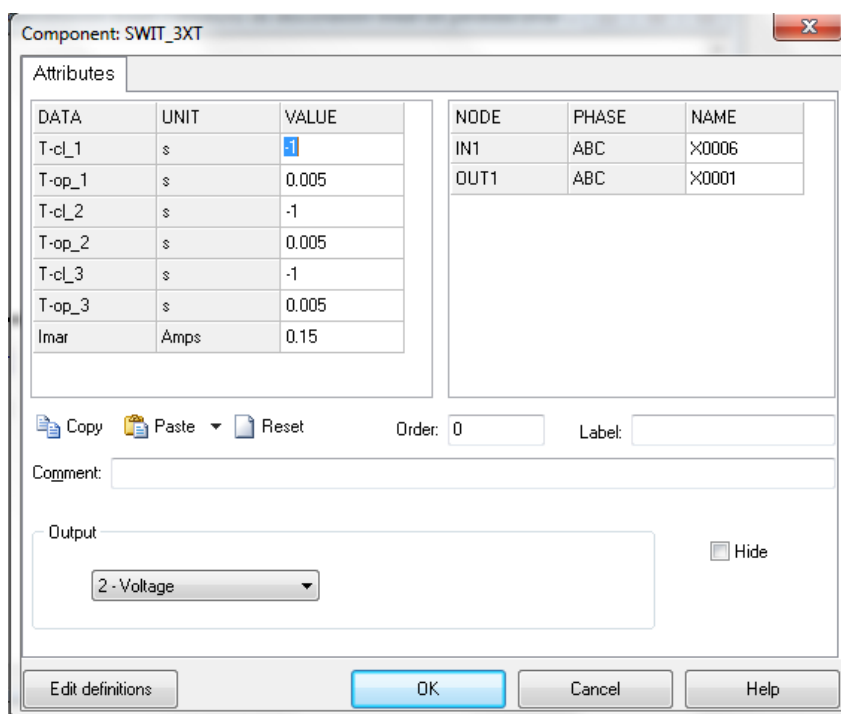 Component: SWIT_3XT
Attributes
DATA UNIT VALUE
T-cl_1 s -1
T-op_1 s 0.005
T-cl_2 s -1
T-op_2 s 0.005
T-cl_3 s -1
T-op_3 s 0.005
Imar Amps 0.15
NODE PHASE NAME
IN1 ABC X0006
OUT1 ABC X0001
Copy Paste Reset Order: 0 Label:
Comment:
Output
2 - Voltage
Hide
Edit definitions OK Cancel Help